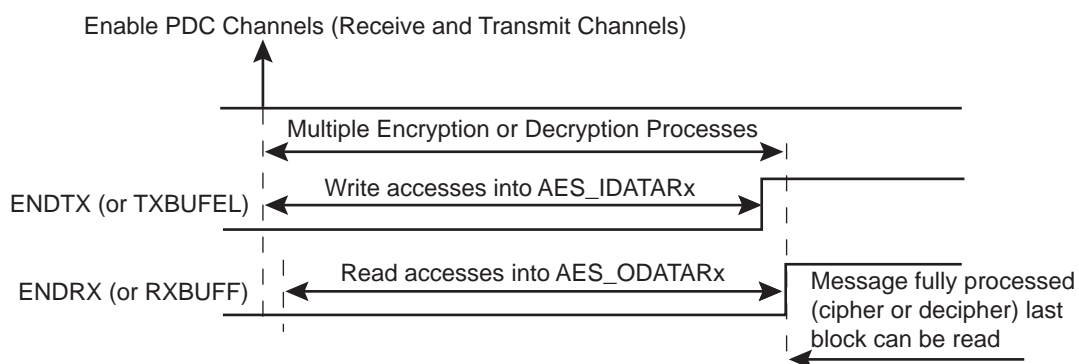 Enable PDC Channels (Receive and Transmit Channels)
Multiple Encryption or Decryption Processes
Write accesses into AES_IDATARx
ENDTX (or TXBUFEL)
Read accesses into AES_ODATARx
ENDRX (or RXBUFF)
Message fully processed
(cipher or decipher) last
block can be read